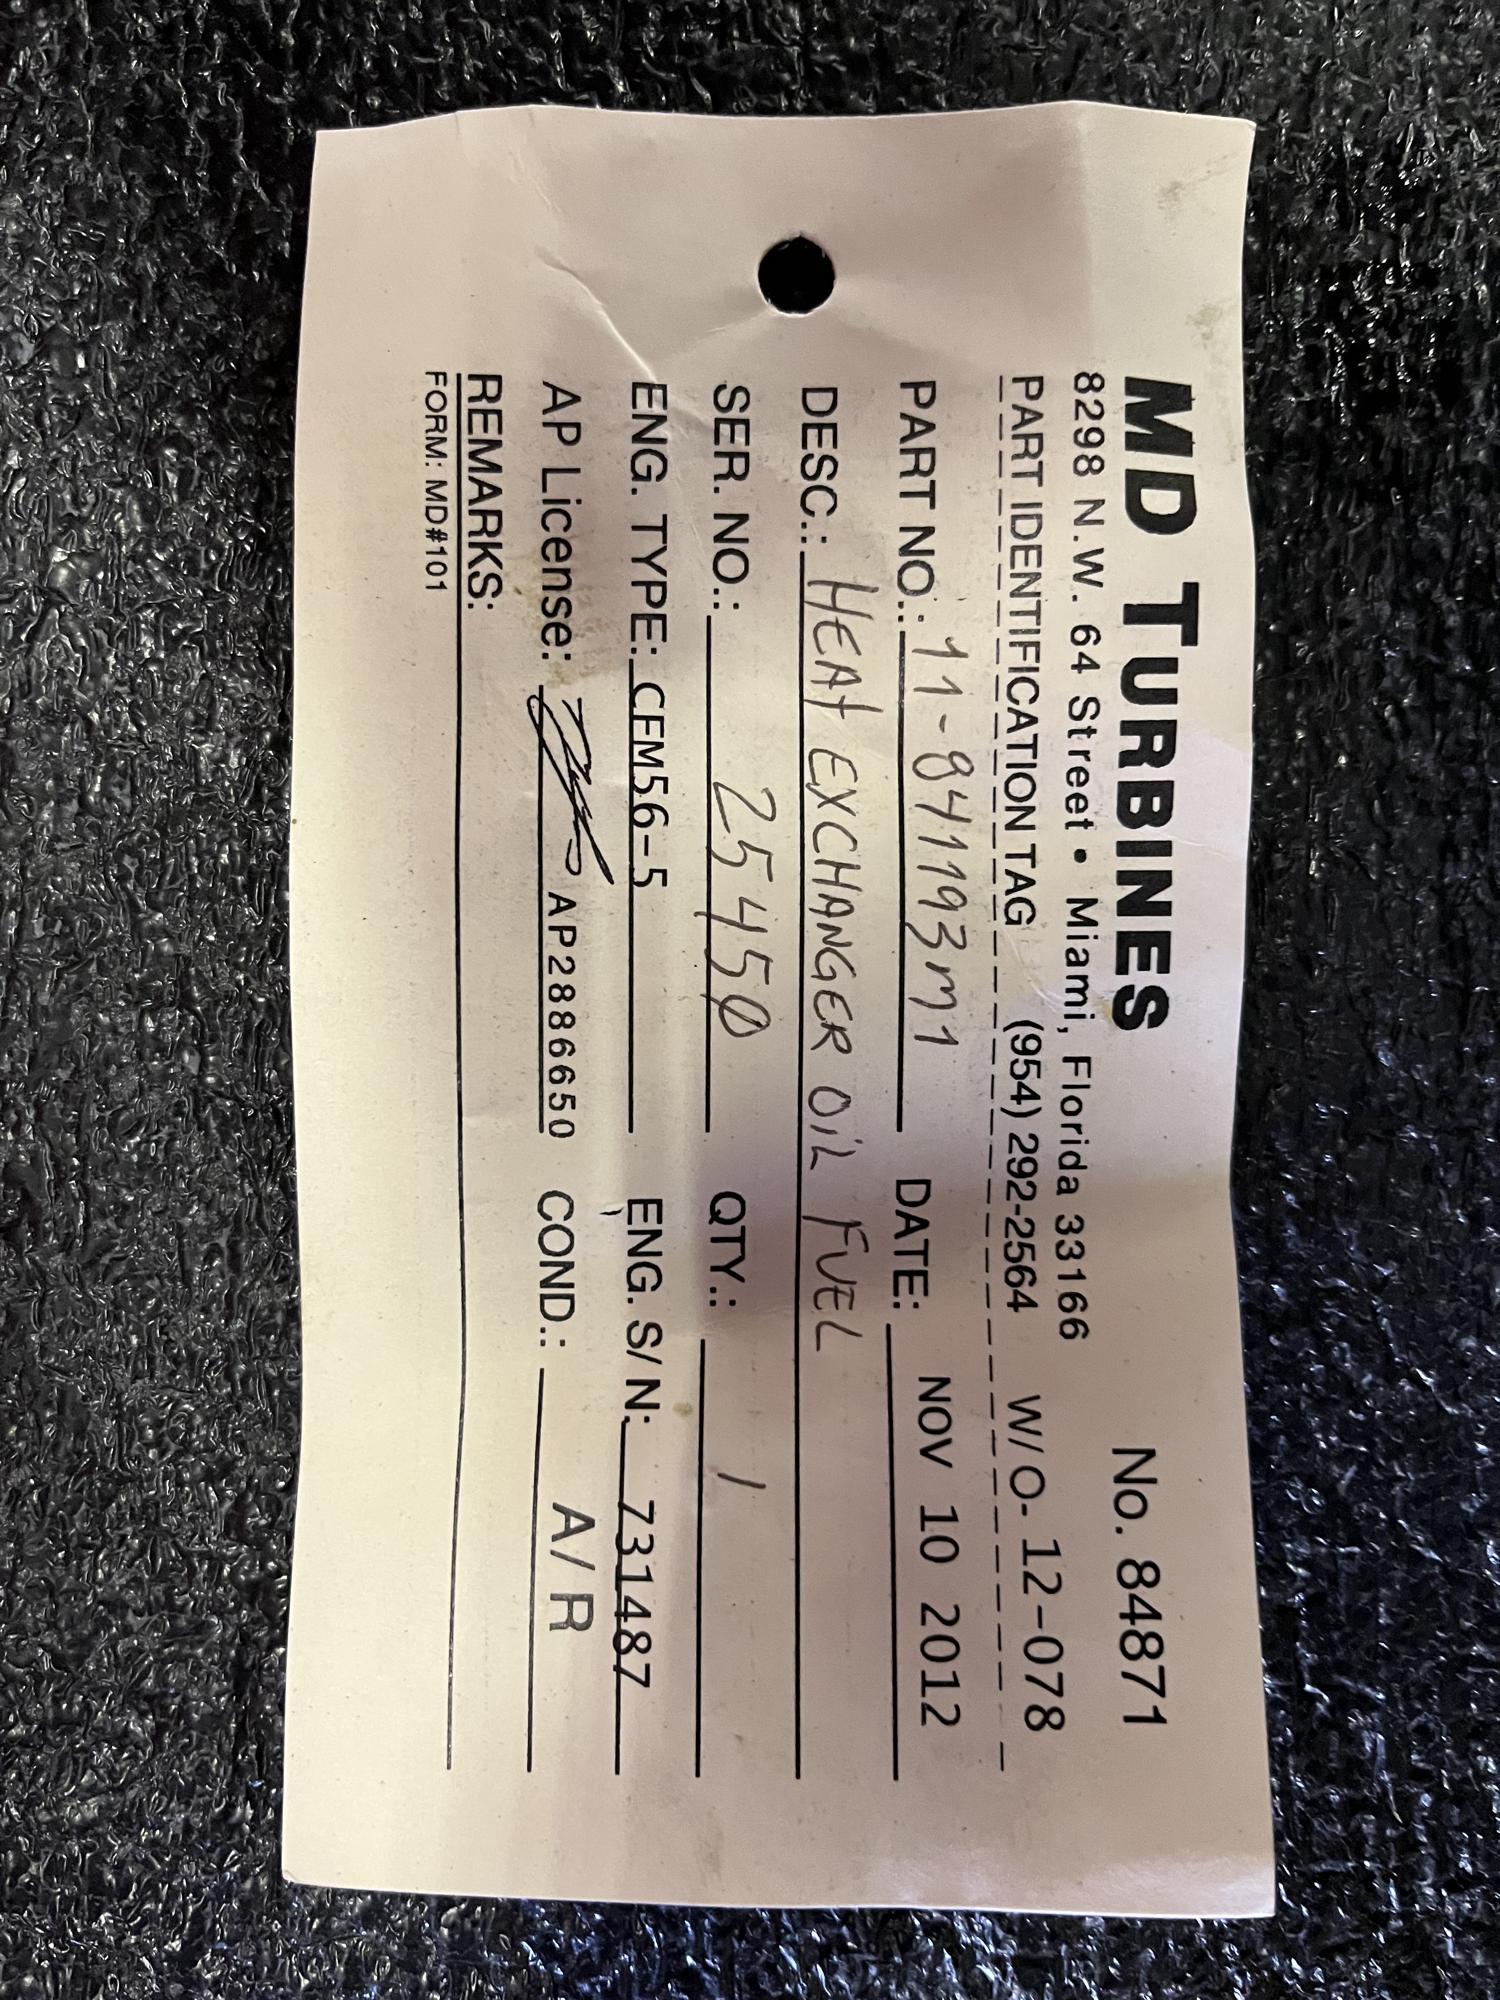 MD TURBINES No. 84871
8298 N.W. 64 Street • Miami, Florida 33166
PART IDENTIFICATION TAG (954) 292-2564 W/O- 12-078
PART NO.: 11-841193M1 DATE: NOV 10 2012
DESC.: HEAT EXCHANGER OIL FUEL
SER. NO.: 25450 QTY.: 1
ENG. TYPE: CFM56-5 ENG. S/N: 731487
AP License: AP2886650 COND.: A/R
REMARKS:
FORM: MD#101